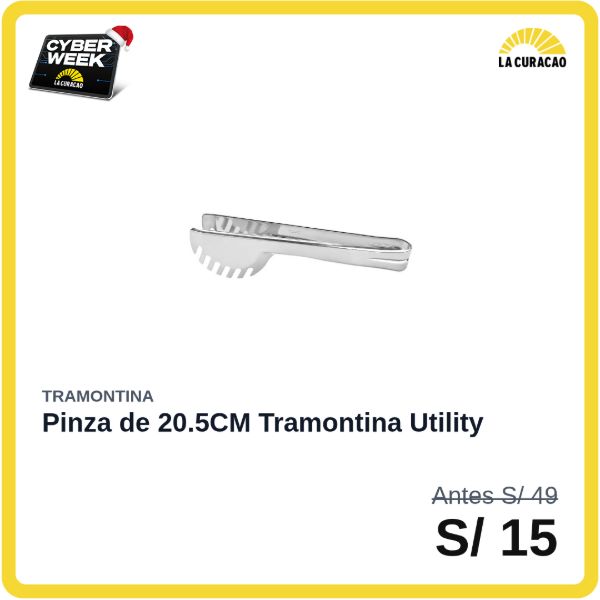 CYBER
WEEK
LA CURACAO
LA CURACAO
TRAMONTINA
Pinza de 20.5CM Tramontina Utility
Antes S/ 49
S/ 15